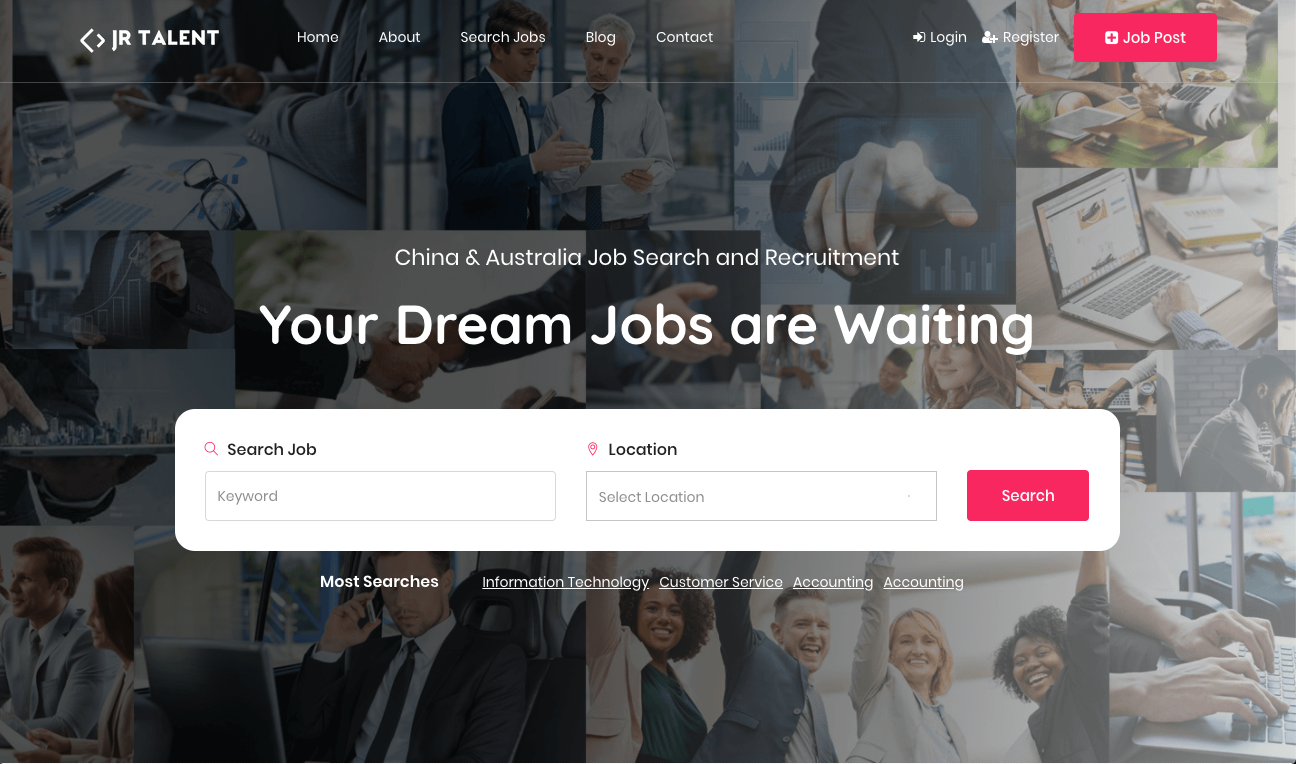 JR TALENT
Home About Search Jobs Blog Contact
Login Register Job Post
China & Australia Job Search and Recruitment
Your Dream Jobs are Waiting
Search Job
Keyword
Location
Select Location
Search
Most Searches Information Technology Customer Service Accounting Accounting
STARTUP